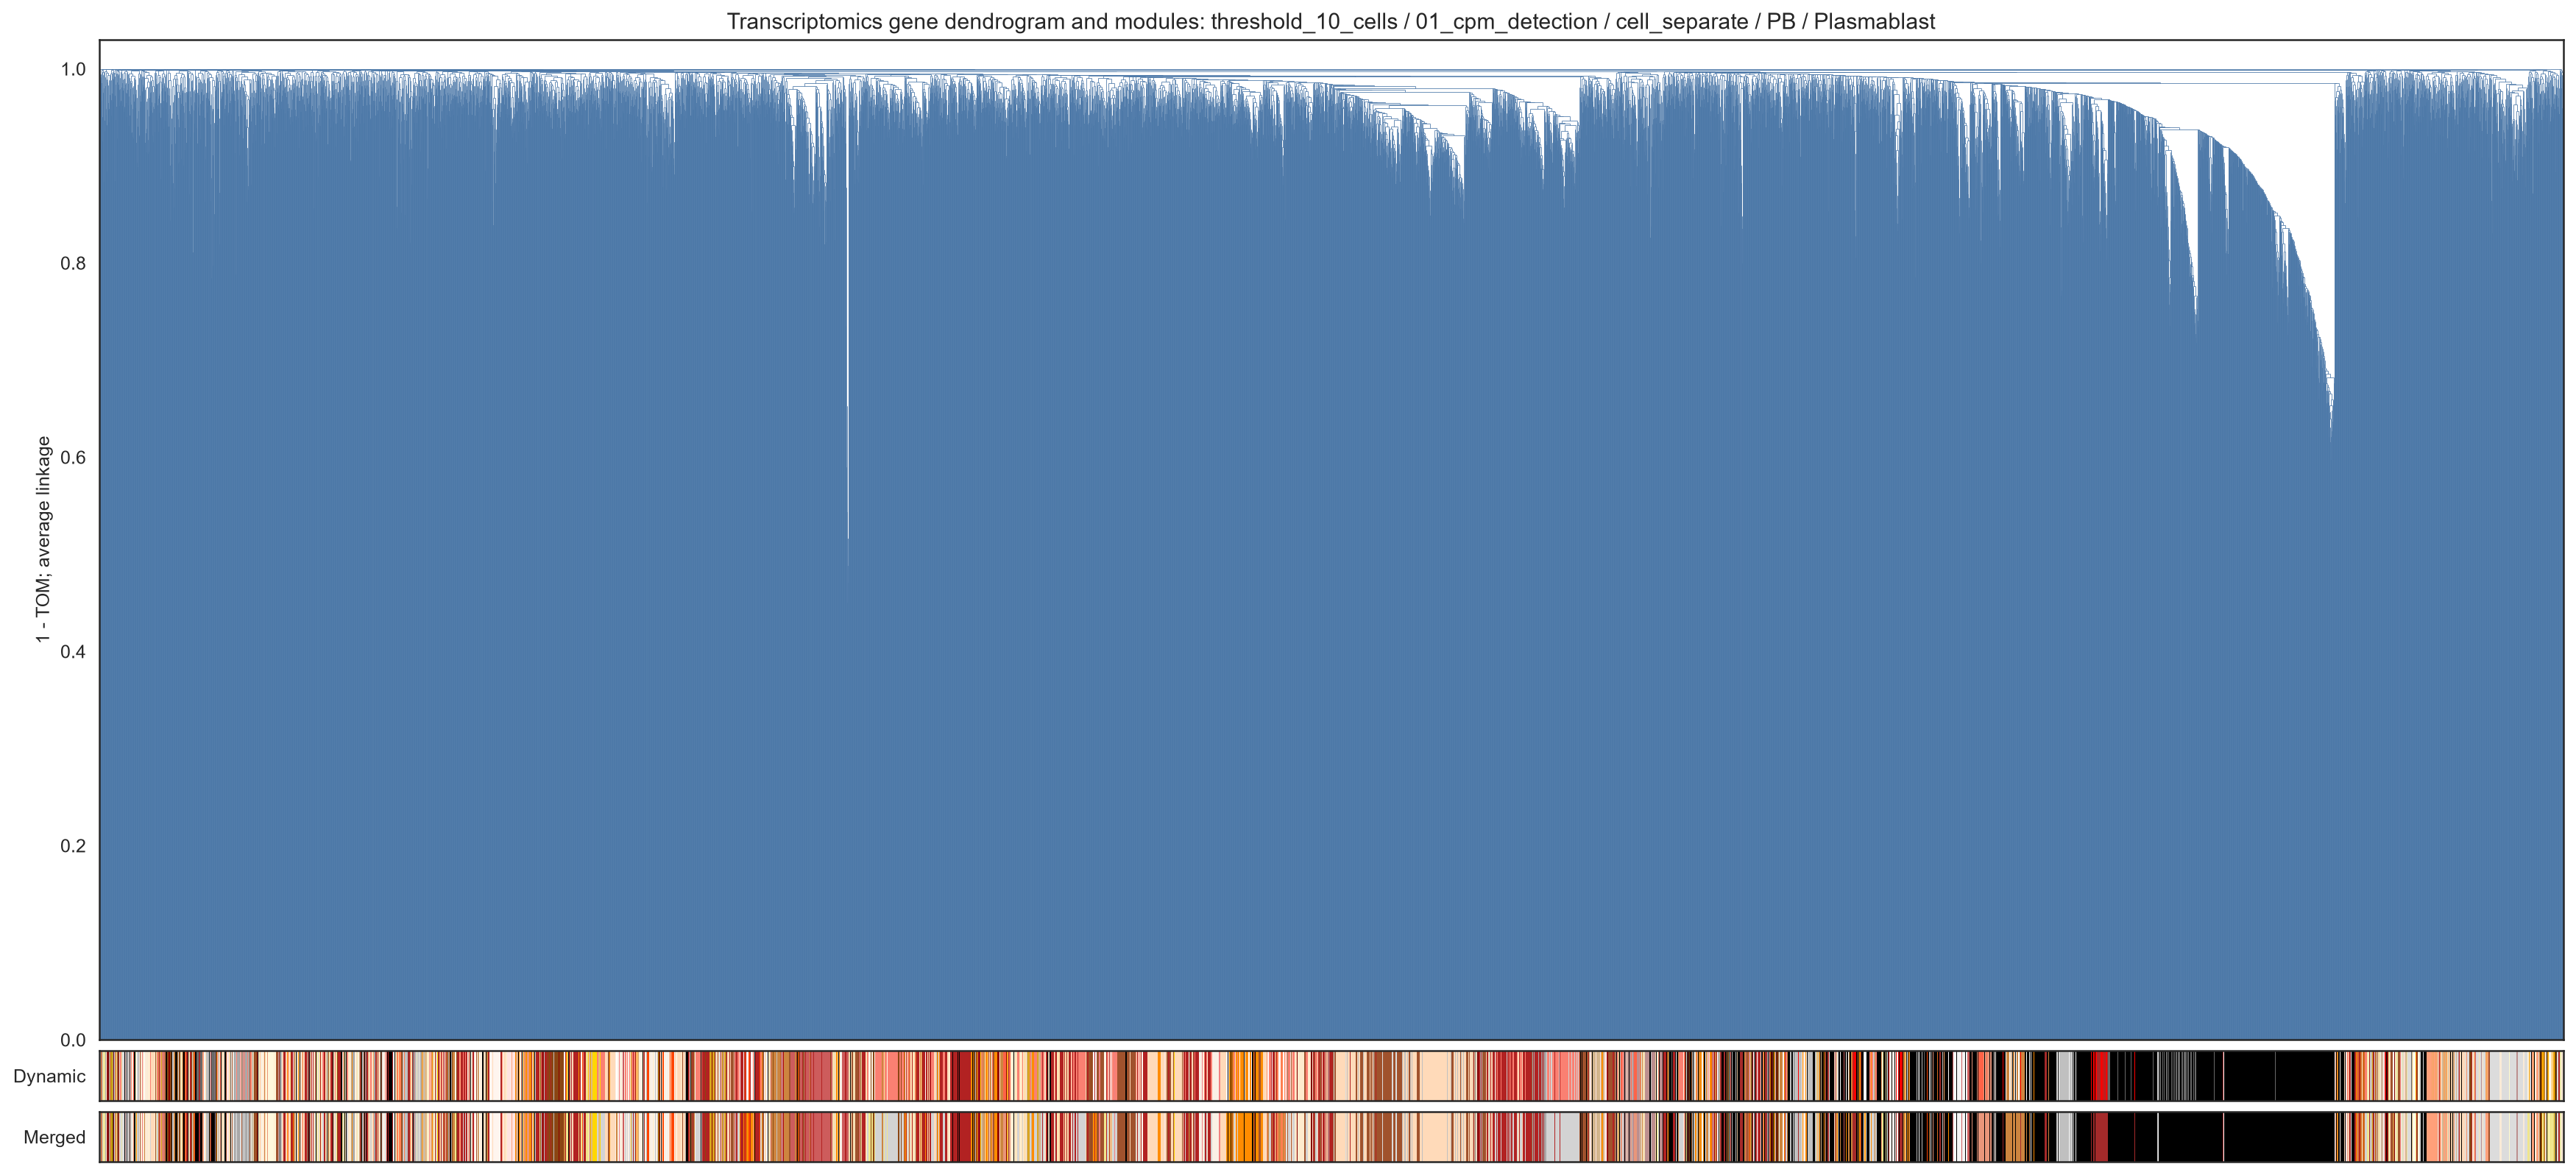 Transcriptomics gene dendrogram and modules: threshold_10_cells / 01_cpm_detection / cell_separate / PB / Plasmablast
1.0
0.8
0.6
0.4
0.2
0.0
1 - TOM; average linkage
Dynamic
Merged